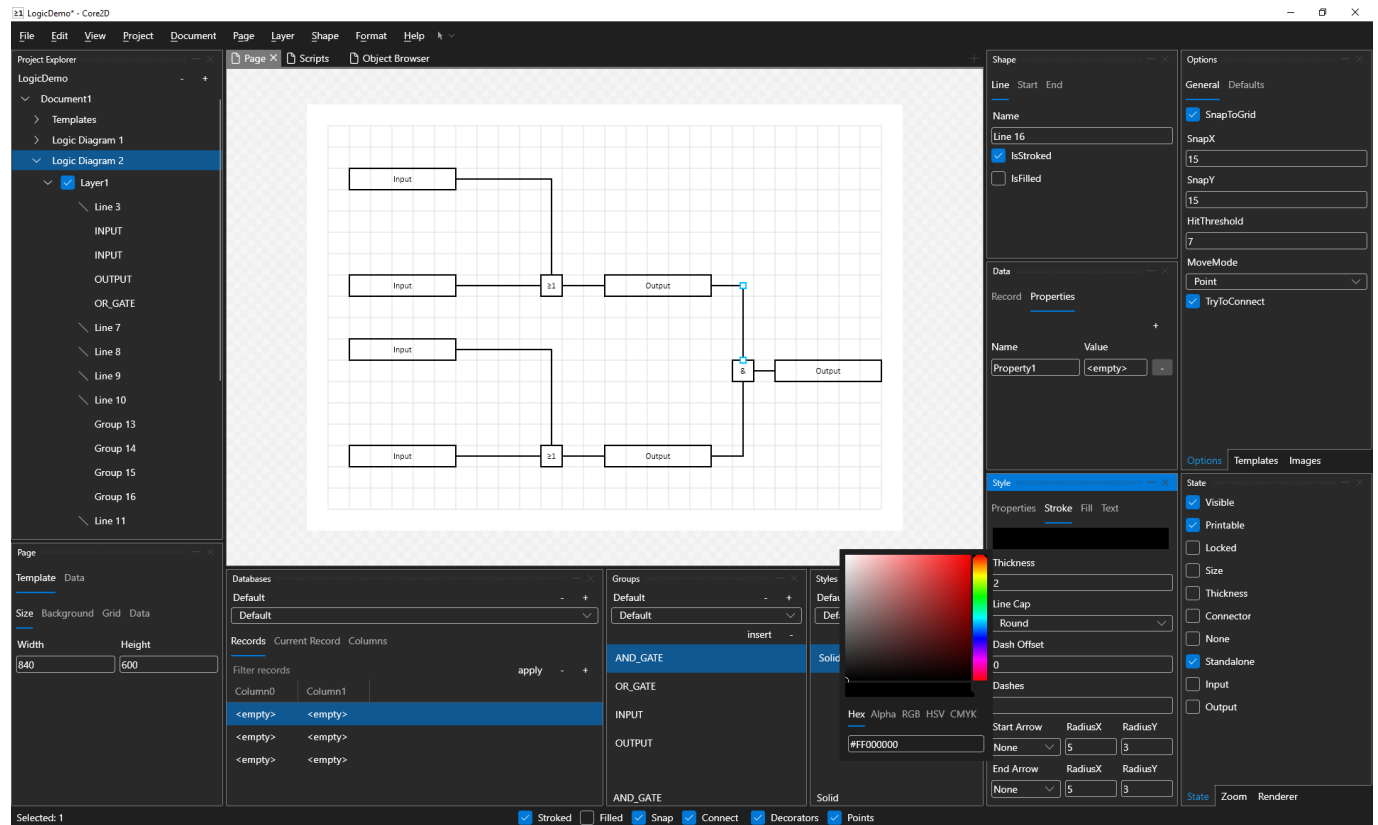 ≥1 LogicDemo* - Core2D
File Edit View Project Document Page Layer Shape Format Help
Project Explorer
LogicDemo - +
Document1
Templates
Logic Diagram 1
Logic Diagram 2
Layer1
Line 3
INPUT
INPUT
OUTPUT
OR_GATE
Line 7
Line 8
Line 9
Line 10
Group 13
Group 14
Group 15
Group 16
Line 11
Page
Template Data
Size Background Grid Data
Width Height
840 600
Page Scripts Object Browser
Input
Input ≥1 Output
Input
& Output
Input ≥1 Output
Databases
Default - +
Default
Records Current Record Columns
Filter records apply - +
Column0 Column1
<empty> <empty>
<empty> <empty>
<empty> <empty>
Groups
Default - +
Default
insert -
AND_GATE
OR_GATE
INPUT
OUTPUT
AND_GATE
Styles
Defau
Def
Solid
Solid
Hex Alpha RGB HSV CMYK
#FF000000
Shape
Line Start End
Name
Line 16
IsStroked
IsFilled
Data
Record Properties
+
Name Value
Property1 <empty> -
Style
Properties Stroke Fill Text
Thickness
2
Line Cap
Round
Dash Offset
0
Dashes
Start Arrow RadiusX RadiusY
None 5 3
End Arrow RadiusX RadiusY
None 5 3
Options
General Defaults
SnapToGrid
SnapX
15
SnapY
15
HitThreshold
7
MoveMode
Point
TryToConnect
Options Templates Images
State
Visible
Printable
Locked
Size
Thickness
Connector
None
Standalone
Input
Output
State Zoom Renderer
Selected: 1 Stroked Filled Snap Connect Decorators Points